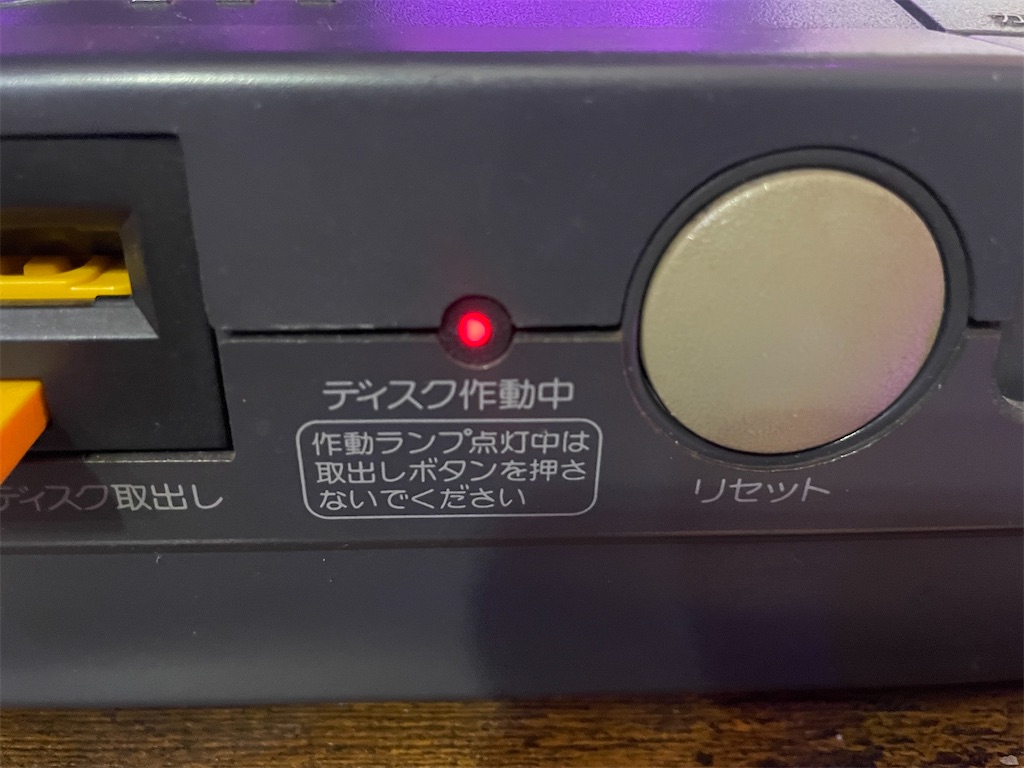 ディスク作動中
作動ランプ点灯中は
取出しボタンを押さ
ないでください
ディスク取出し
リセット